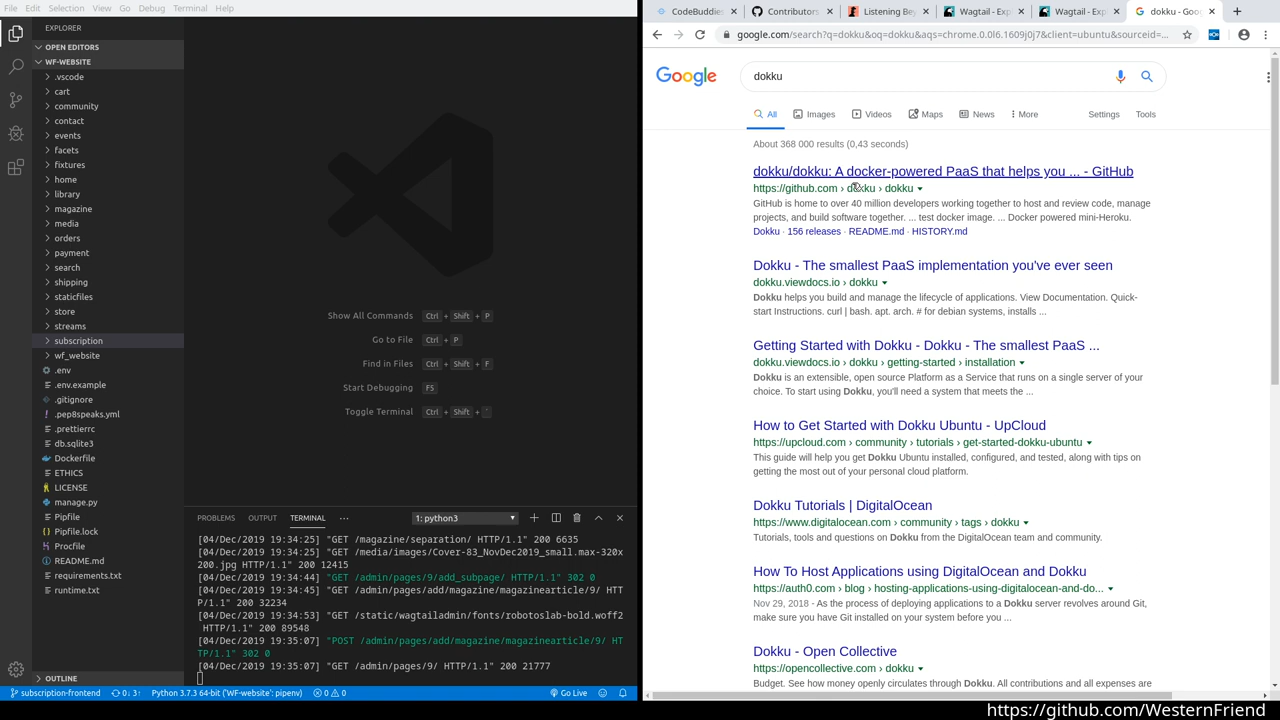 File Edit Selection View Go Debug Terminal Help
EXPLORER
OPEN EDITORS
WF-WEBSITE
.vscode
cart
community
contact
events
facets
fixtures
home
library
magazine
media
orders
payment
search
shipping
staticfiles
store
streams
subscription
wf_website
.env
.env.example
.gitignore
.pep8speaks.yml
.prettierrc
db.sqlite3
Dockerfile
ETHICS
LICENSE
manage.py
Pipfile
Pipfile.lock
Procfile
README.md
requirements.txt
runtime.txt
OUTLINE
Show All Commands Ctrl + Shift + P
Go to File Ctrl + P
Find in Files Ctrl + Shift + F
Start Debugging F5
Toggle Terminal Ctrl + Shift + `
PROBLEMS OUTPUT TERMINAL ... 1: python3
[04/Dec/2019 19:34:25] "GET /magazine/separation/ HTTP/1.1" 200 6635
[04/Dec/2019 19:34:25] "GET /media/images/Cover-83_NovDec2019_small.max-320x
200.jpg HTTP/1.1" 200 12415
[04/Dec/2019 19:34:44] "GET /admin/pages/9/add_subpage/ HTTP/1.1" 302 0
[04/Dec/2019 19:34:45] "GET /admin/pages/add/magazine/magazinearticle/9/ HTT
P/1.1" 200 32234
[04/Dec/2019 19:34:53] "GET /static/wagtailadmin/fonts/robotoslab-bold.woff2
HTTP/1.1" 200 89548
[04/Dec/2019 19:35:07] "POST /admin/pages/add/magazine/magazinearticle/9/ HT
TP/1.1" 302 0
[04/Dec/2019 19:35:07] "GET /admin/pages/9/ HTTP/1.1" 200 21777
subscription-frontend 0↓ 3↑ Python 3.7.3 64-bit ('WF-website': pipenv) 0 0 Go Live
CodeBuddies Contributors Listening Bey Wagtail - Exp Wagtail - Exp dokku - Goo
google.com/search?q=dokku&oq=dokku&aqs=chrome.0.0l6.1609j0j7&client=ubuntu&sourceid=...
Google dokku
All Images Videos Maps News More Settings Tools
About 368 000 results (0,43 seconds)
dokku/dokku: A docker-powered PaaS that helps you ... - GitHub
https://github.com › dokku › dokku
GitHub is home to over 40 million developers working together to host and review code, manage
projects, and build software together. ... test docker image. ... Docker powered mini-Heroku.
Dokku · 156 releases · README.md · HISTORY.md
Dokku - The smallest PaaS implementation you've ever seen
dokku.viewdocs.io › dokku
Dokku helps you build and manage the lifecycle of applications. View Documentation. Quick-
start Instructions. curl | bash. apt. arch. # for debian systems, installs ...
Getting Started with Dokku - Dokku - The smallest PaaS ...
dokku.viewdocs.io › dokku › getting-started › installation
Dokku is an extensible, open source Platform as a Service that runs on a single server of your
choice. To start using Dokku, you'll need a system that meets the ...
How to Get Started with Dokku Ubuntu - UpCloud
https://upcloud.com › community › tutorials › get-started-dokku-ubuntu
This guide will help you get Dokku Ubuntu installed, configured, and tested, along with tips on
getting the most out of your personal cloud platform.
Dokku Tutorials | DigitalOcean
https://www.digitalocean.com › community › tags › dokku
Tutorials, tools and questions on Dokku from the DigitalOcean team and community.
How To Host Applications using DigitalOcean and Dokku
https://auth0.com › blog › hosting-applications-using-digitalocean-and-do...
Nov 29, 2018 - As the process of deploying applications to a Dokku server revolves around Git,
make sure you have Git installed on your system before you ...
Dokku - Open Collective
https://opencollective.com › dokku
Budget. See how money openly circulates through Dokku. All contributions and all expenses are
https://github.com/WesternFriend